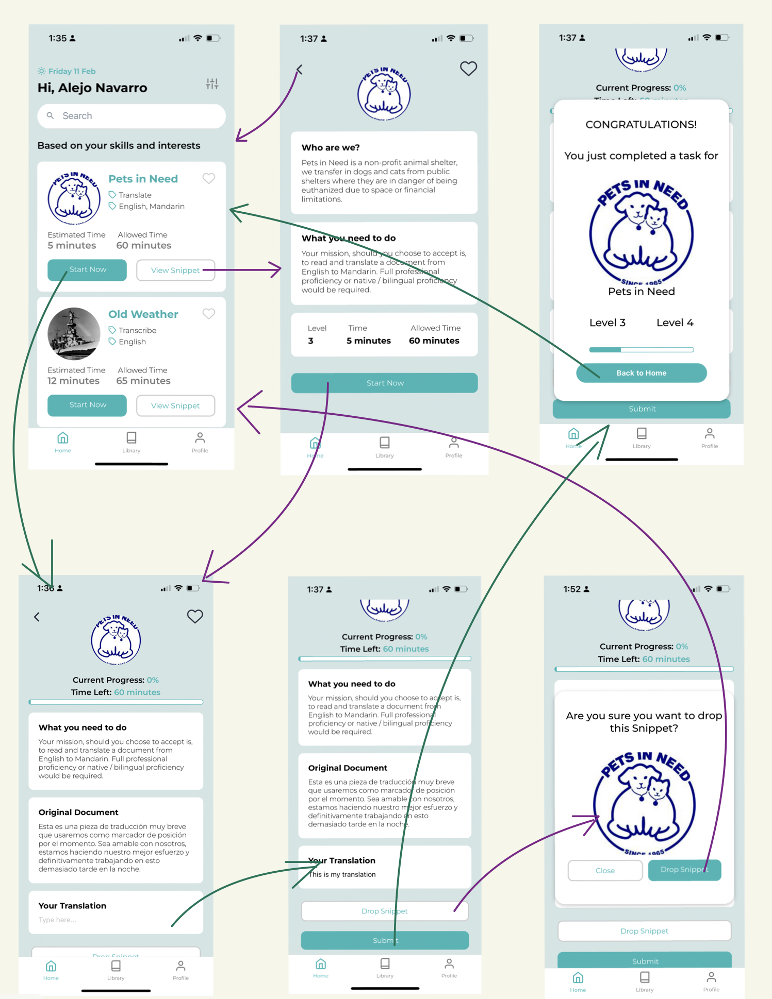 1:35
Friday 11 Feb
Hi, Alejo Navarro
Search
Based on your skills and interests
PETS IN NEED
Pets in Need
Translate
English, Mandarin
Estimated Time
Allowed Time
5 minutes
60 minutes
Start Now
View Snippet
Old Weather
Transcribe
English
Estimated Time
Allowed Time
12 minutes
65 minutes
Start Now
View Snippet
Home
Library
Profile
1:37
PETS IN NEED
SINCE 1965
Who are we?
Pets in Need is a non-profit animal shelter,
we transfer in dogs and cats from public
shelters where they are in danger of being
euthanized due to space or financial
limitations.
What you need to do
Your mission, should you choose to accept is,
to read and translate a document from
English to Mandarin. Full professional
proficiency or native / bilingual proficiency
would be required.
Level
Time
Allowed Time
3
5 minutes
60 minutes
Start Now
Home
Library
Profile
1:37
Current Progress: 0%
Time Left: 60 minutes
CONGRATULATIONS!
You just completed a task for
PETS IN NEED
SINCE 1965
Pets in Need
Level 3
Level 4
Back to Home
Submit
Home
Library
Profile
1:36
PETS IN NEED
Current Progress: 0%
Time Left: 60 minutes
What you need to do
Your mission, should you choose to accept is,
to read and translate a document from
English to Mandarin. Full professional
proficiency or native / bilingual proficiency
would be required.
Original Document
Esta es una pieza de traducción muy breve
que usaremos como marcador de posición
por el momento. Sea amable con nosotros,
estamos haciendo nuestro mejor esfuerzo y
definitivamente trabajando en esto
demasiado tarde en la noche.
Your Translation
Type here...
Drop Snippet
Home
Library
Profile
1:37
Current Progress: 0%
Time Left: 60 minutes
What you need to do
Your mission, should you choose to accept is,
to read and translate a document from
English to Mandarin. Full professional
proficiency or native / bilingual proficiency
would be required.
Original Document
Esta es una pieza de traducción muy breve
que usaremos como marcador de posición
por el momento. Sea amable con nosotros,
estamos haciendo nuestro mejor esfuerzo y
definitivamente trabajando en esto
demasiado tarde en la noche.
Your Translation
This is my translation
Drop Snippet
Submit
Home
Library
Profile
1:52
Current Progress: 0%
Time Left: 60 minutes
Are you sure you want to drop
this Snippet?
PETS IN NEED
SINCE 1965
Close
Drop Snippet
Drop Snippet
Submit
Home
Library
Profile